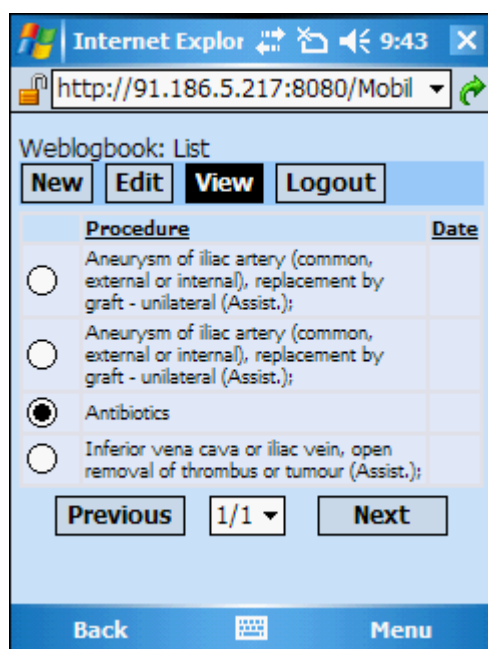 Internet Explor 9:43
http://91.186.5.217:8080/Mobil
Weblogbook: List
New Edit View Logout
Procedure Date
Aneurysm of iliac artery (common,
external or internal), replacement by
graft - unilateral (Assist.);
Aneurysm of iliac artery (common,
external or internal), replacement by
graft - unilateral (Assist.);
Antibiotics
Inferior vena cava or iliac vein, open
removal of thrombus or tumour (Assist.);
Previous 1/1 Next
Back Menu